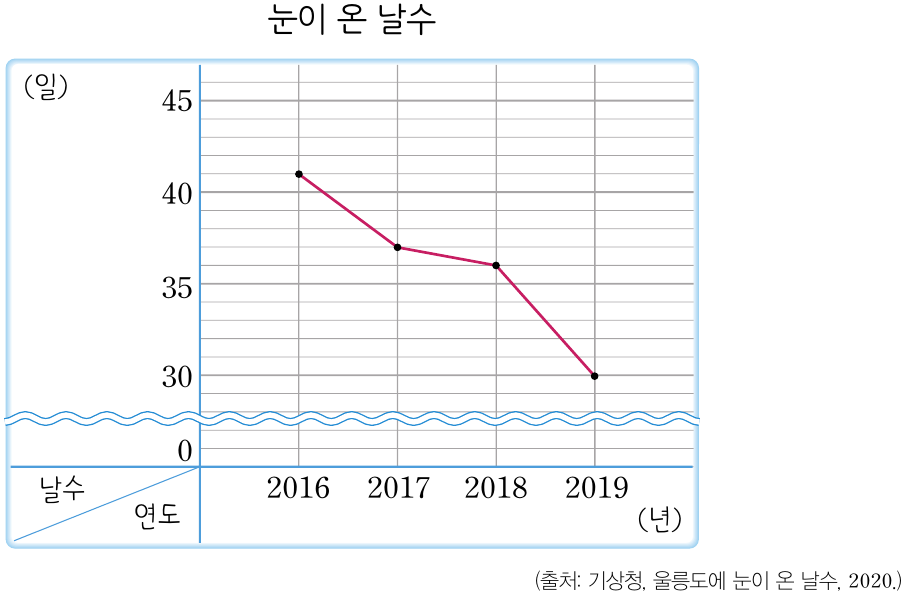 눈이 온 날수
(일)
45
40
35
30
0
날수
연도
2016 2017 2018 2019
(년)
(출처: 기상청, 울릉도에 눈이 온 날수, 2020.)